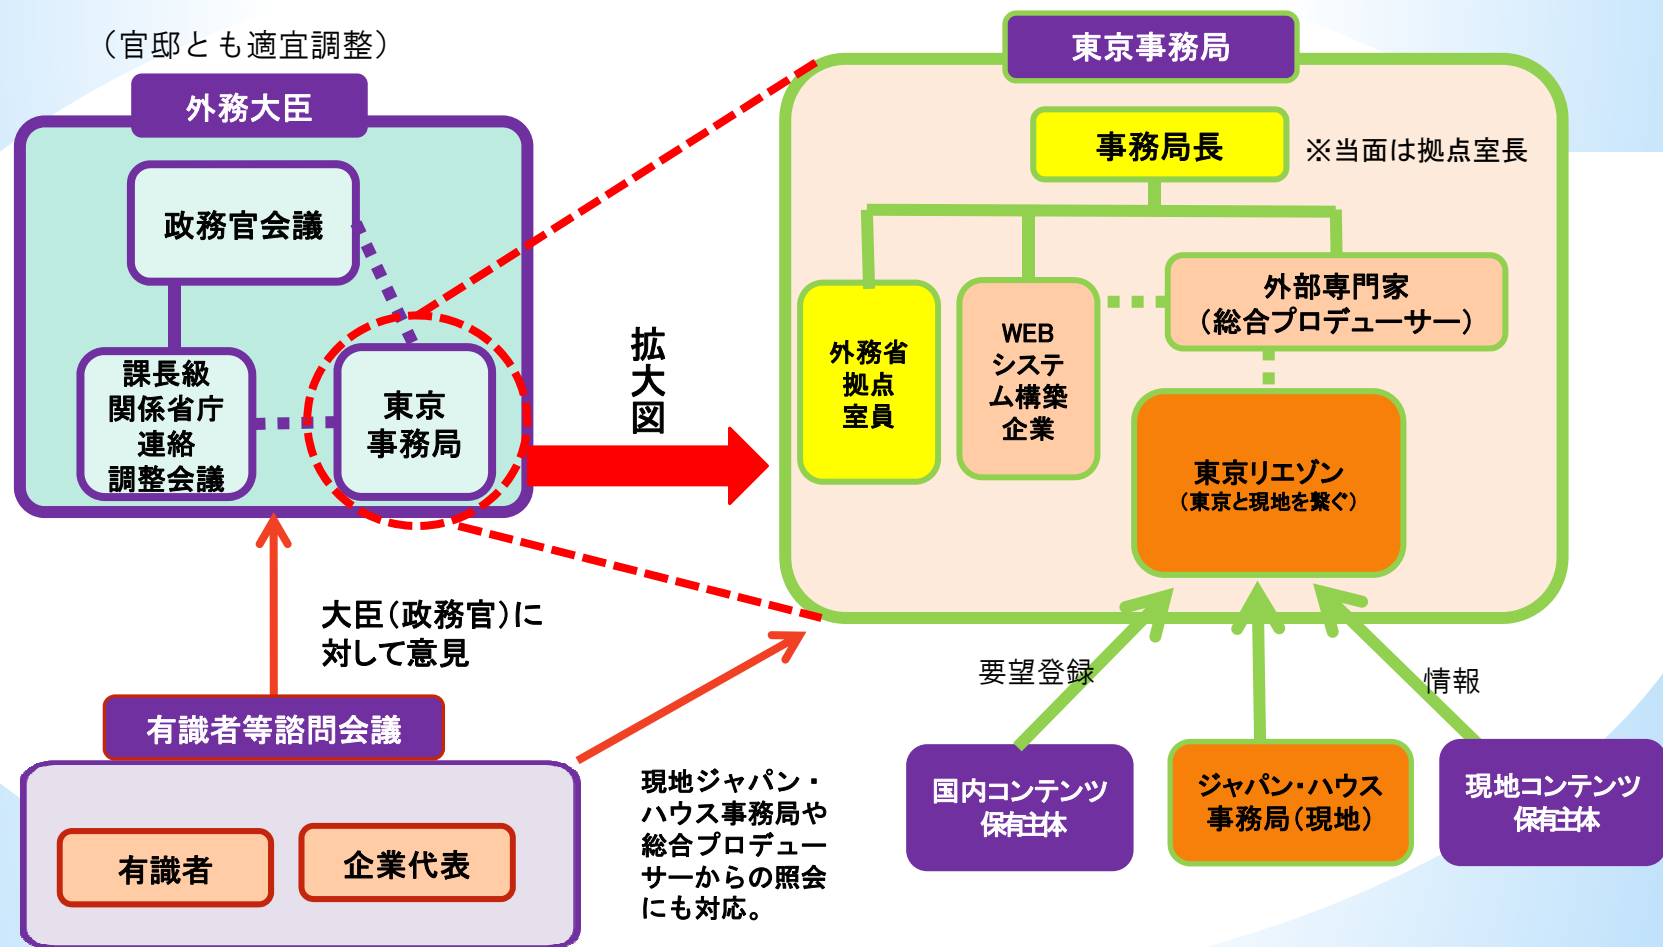 （官邸とも適宜調整）
外務大臣
政務官会議
課長級
関係省庁
連絡
調整会議
東京
事務局
拡
大
図
大臣（政務官）に
対して意見
有識者等諮問会議
有識者
企業代表
現地ジャパン・
ハウス事務局や
総合プロデュー
サーからの照会
にも対応。
東京事務局
事務局長
※当面は拠点室長
外務省
拠点
室員
WEB
システ
ム構築
企業
外部専門家
（総合プロデューサー）
東京リエゾン
（東京と現地を繋ぐ）
要望登録
情報
国内コンテンツ
保有主体
ジャパン・ハウス
事務局（現地）
現地コンテンツ
保有主体